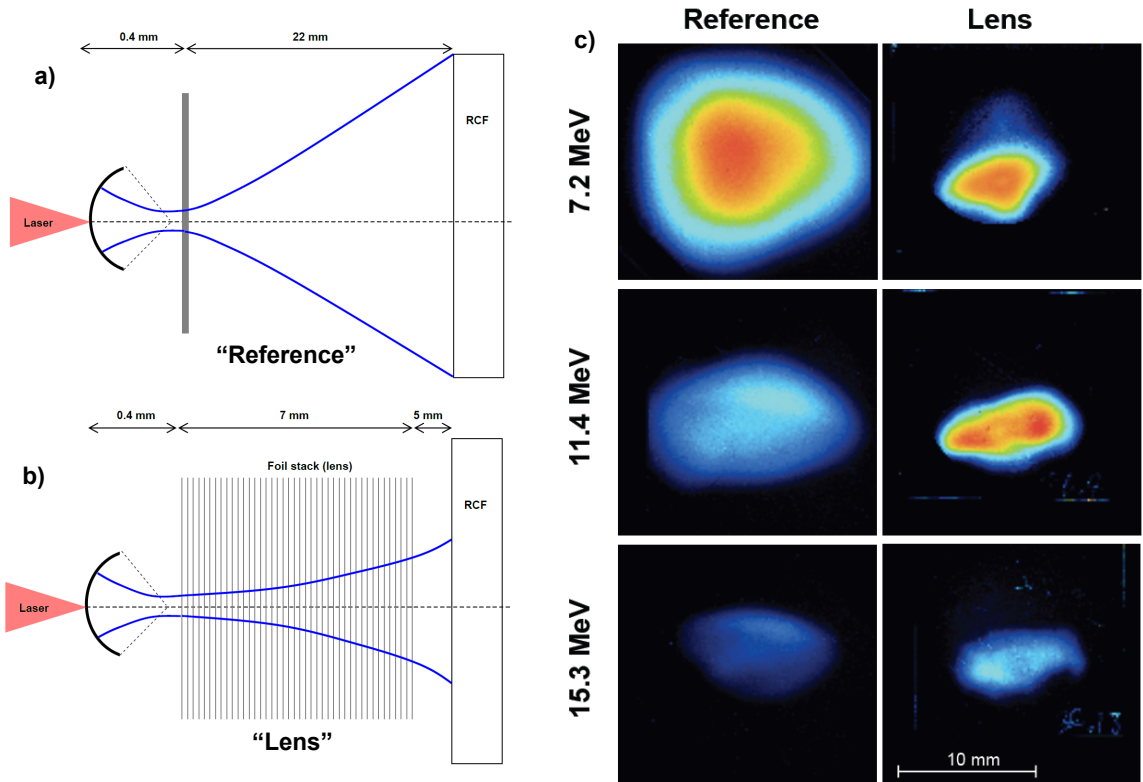 a)
0.4 mm
22 mm
RCF
Laser
“Reference”
b)
0.4 mm
7 mm
5 mm
Foil stack (lens)
RCF
Laser
“Lens”
c)
Reference
Lens
7.2 MeV
11.4 MeV
15.3 MeV
10 mm